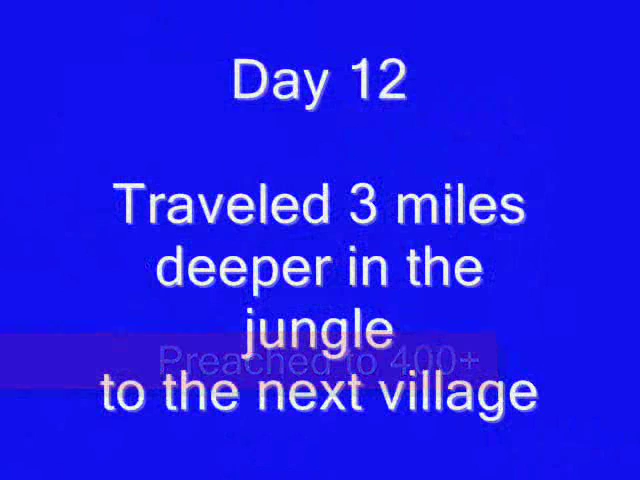 Day 12
Traveled 3 miles
deeper in the
jungle
Preached to 400+
to the next village